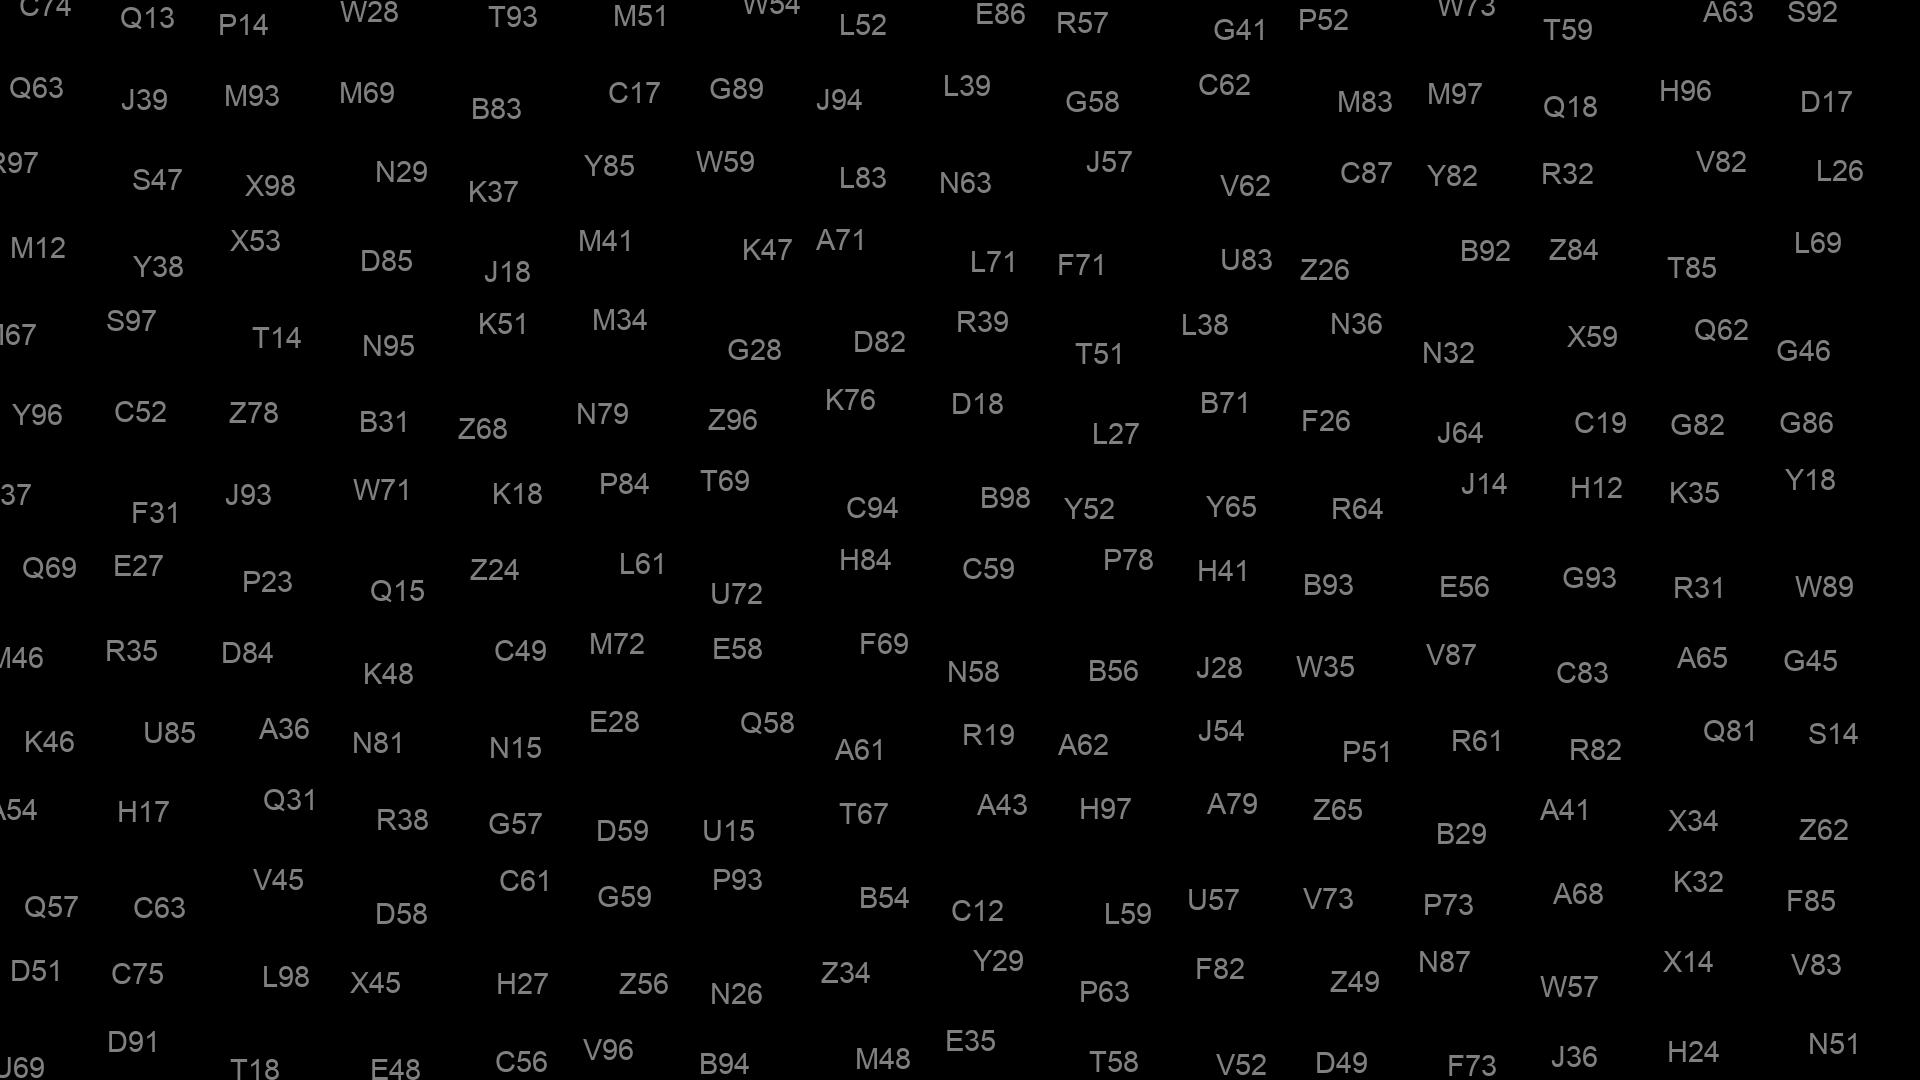 C74 Q13 P14 W28 T93 M51 W54 L52 E86 R57 G41 P52 W73 T59 A63 S92
Q63 J39 M93 M69 B83 C17 G89 J94 L39 G58 C62 M83 M97 Q18 H96 D17
R97 S47 X98 N29 K37 Y85 W59 L83 N63 J57 V62 C87 Y82 R32 V82 L26
M12 Y38 X53 D85 J18 M41 K47 A71 L71 F71 U83 Z26 B92 Z84 T85 L69
S97 T14 N95 K51 M34 G28 D82 R39 T51 L38 N36 N32 X59 Q62 G46
Y96 C52 Z78 B31 Z68 N79 Z96 K76 D18 L27 B71 F26 J64 C19 G82 G86
37 F31 J93 W71 K18 P84 T69 C94 B98 Y52 Y65 R64 J14 H12 K35 Y18
Q69 E27 P23 Q15 Z24 L61 U72 H84 C59 P78 H41 B93 E56 G93 R31 W89
M46 R35 D84 K48 C49 M72 E58 F69 N58 B56 J28 W35 V87 C83 A65 G45
K46 U85 A36 N81 N15 E28 Q58 A61 R19 A62 J54 P51 R61 R82 Q81 S14
A54 H17 Q31 R38 G57 D59 U15 T67 A43 H97 A79 Z65 B29 A41 X34 Z62
Q57 C63 V45 D58 C61 G59 P93 B54 C12 L59 U57 V73 P73 A68 K32 F85
D51 C75 L98 X45 H27 Z56 N26 Z34 Y29 P63 F82 Z49 N87 W57 X14 V83
U69 D91 T18 E48 C56 V96 B94 M48 E35 T58 V52 D49 F73 J36 H24 N51